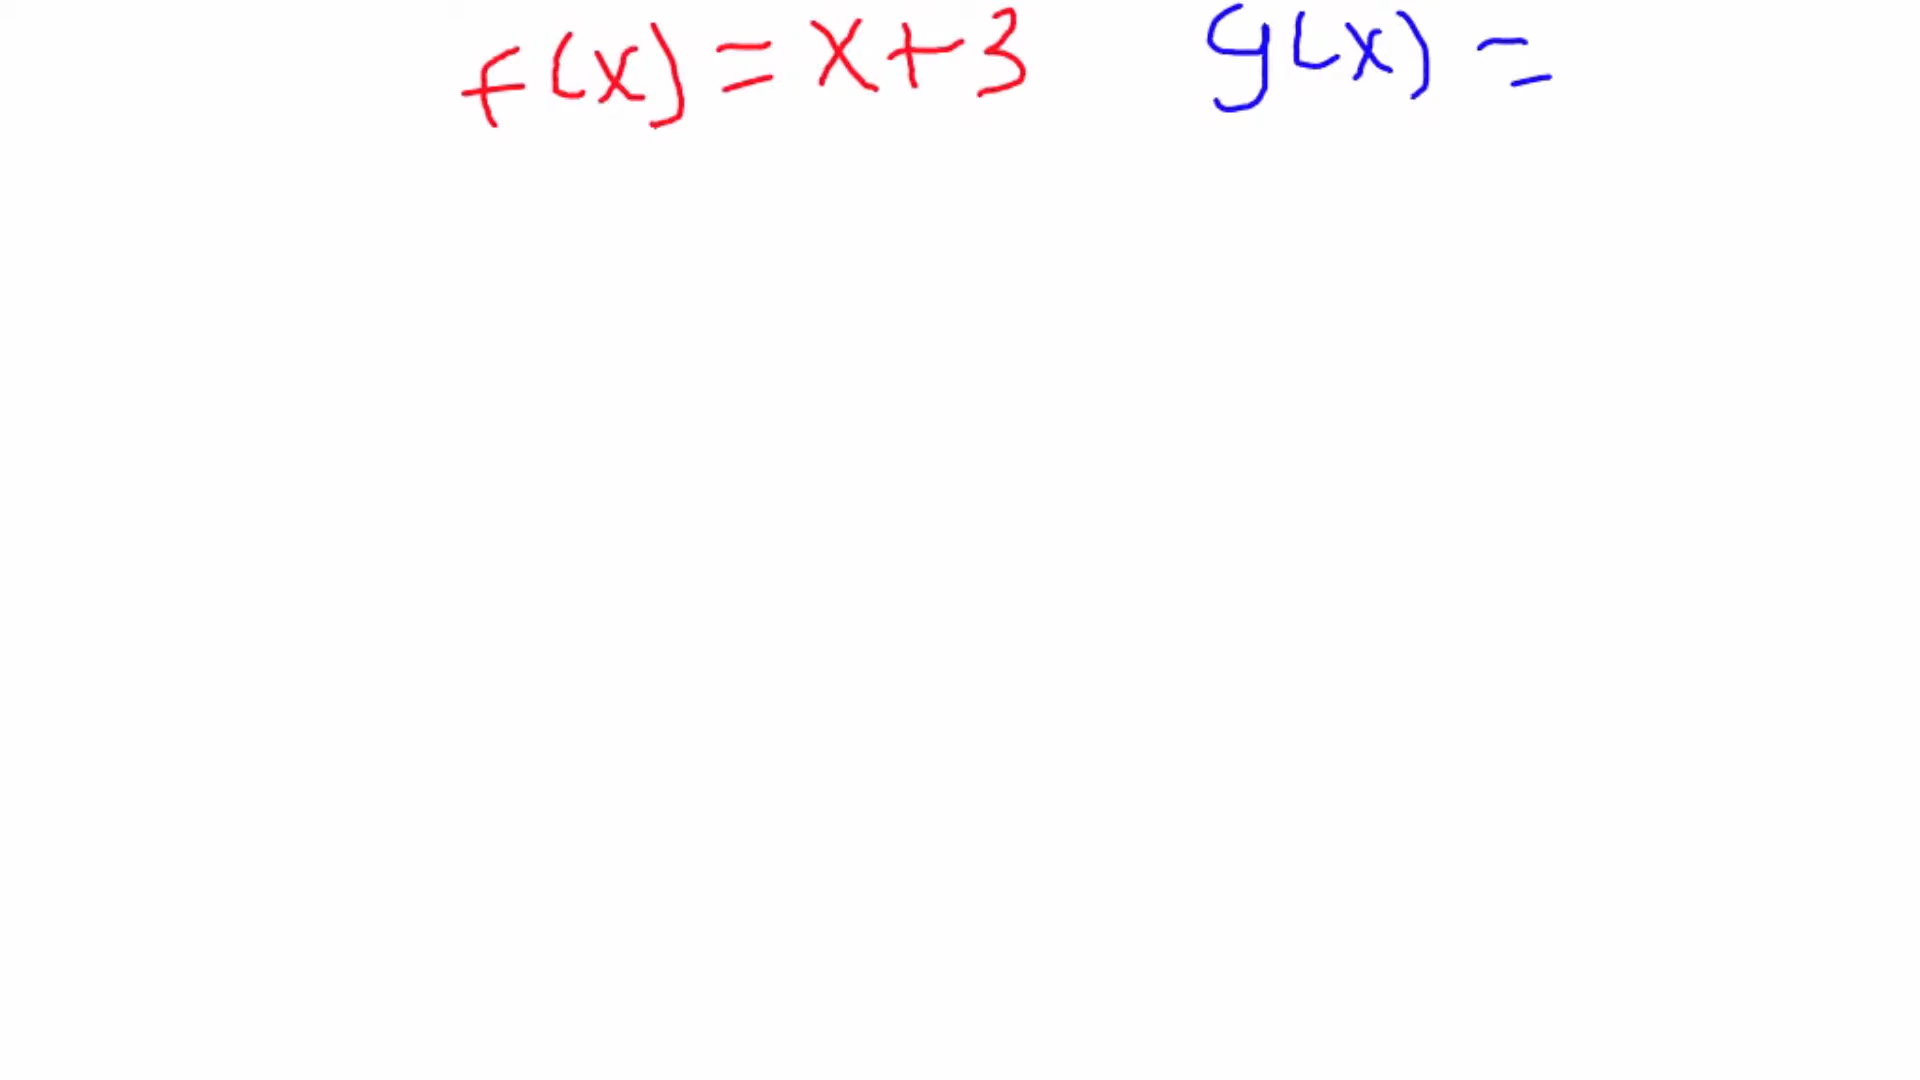 f(x) = x+3 g(x) =